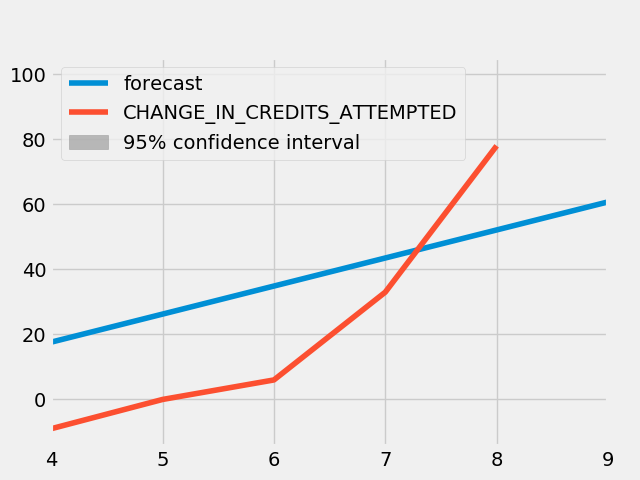 forecast
CHANGE_IN_CREDITS_ATTEMPTED
95% confidence interval
100
80
60
40
20
0
4 5 6 7 8 9